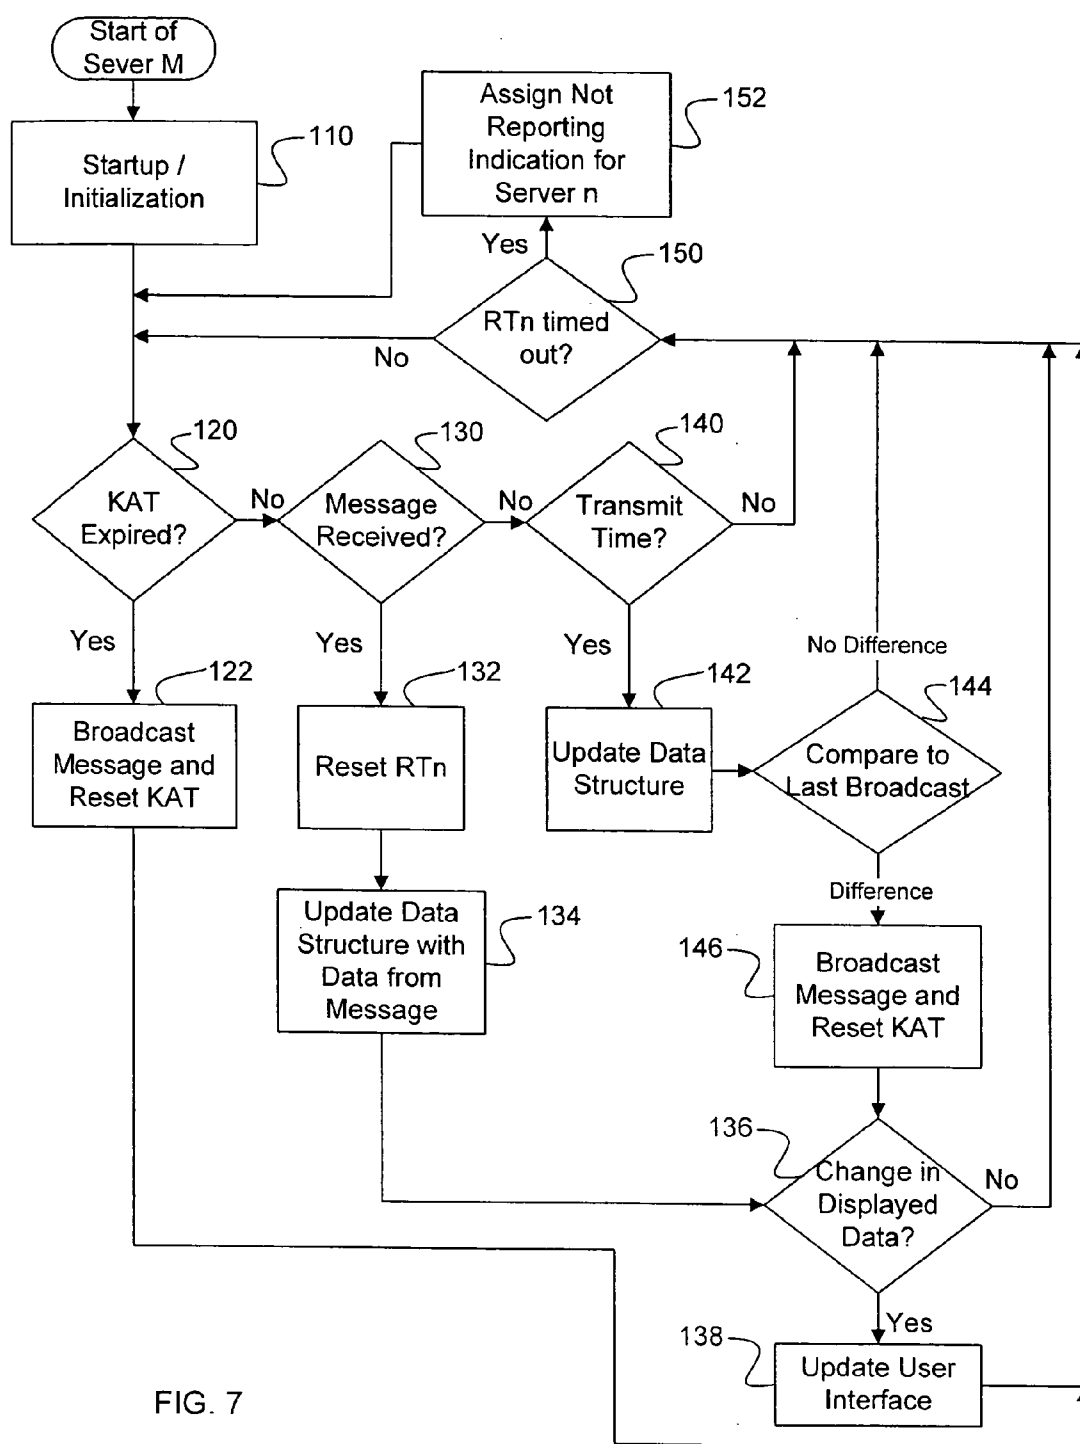 Start of
Sever M
Assign Not
Reporting
Indication for
Server n
152
Startup /
Initialization
110
Yes
150
RTn timed
out?
No
120
130
140
KAT
Expired?
No
Message
Received?
No
Transmit
Time?
No
Yes
Yes
Yes
No Difference
122
132
142
144
Broadcast
Message and
Reset KAT
Reset RTn
Update Data
Structure
Compare to
Last Broadcast
Difference
Update Data
Structure with
Data from
Message
134
146
Broadcast
Message and
Reset KAT
136
Change in
Displayed
Data?
No
Yes
138
Update User
Interface
FIG. 7